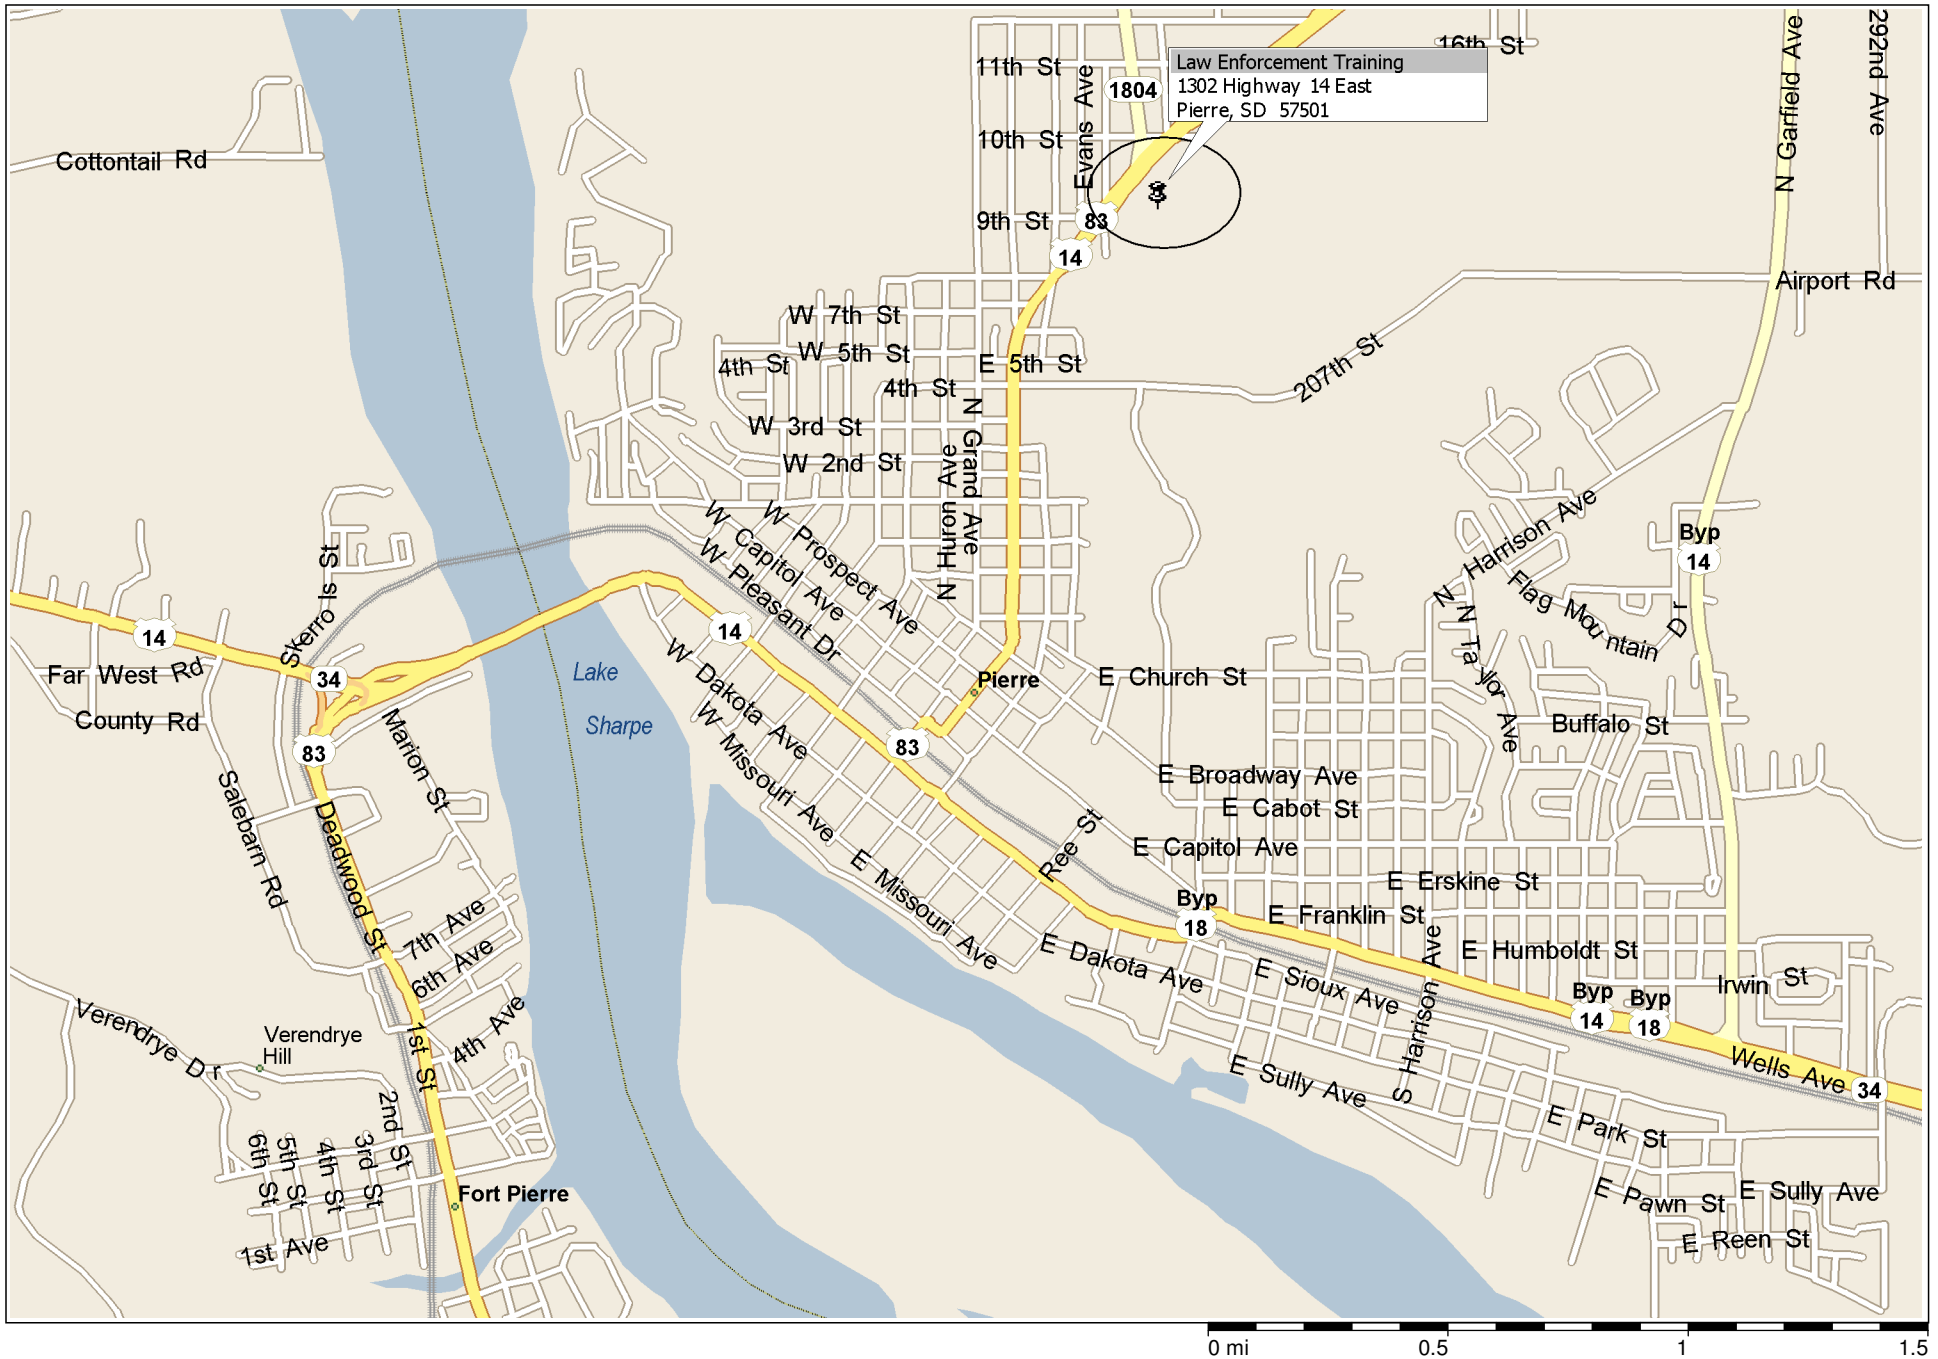 16th St
292nd Ave
N Garfield Ave
11th St
Evans Ave
1804
Law Enforcement Training
1302 Highway 14 East
Pierre, SD 57501
10th St
Cottontail Rd
9th St
83
14
Airport Rd
W 7th St
W 5th St
4th St
E 5th St
207th St
4th St
N Grand Ave
W 3rd St
W 2nd St
N Huron Ave
W Prospect Ave
W Capitol Ave
W Pleasant Dr
Harrison Ave
Byp
14
Skerro Is St
Flag Mountain Dr
N
N Taylor Ave
14
14
Far West Rd
34
Lake
Sharpe
W Dakota Ave
Pierre
E Church St
County Rd
Marion St
W Missouri Ave
Buffalo St
83
83
Salebarn Rd
E Broadway Ave
Deadwood St
E Cabot St
Ree St
E Capitol Ave
E Missouri Ave
E Erskine St
Byp
18
E Franklin St
7th Ave
6th Ave
E Dakota Ave
E Sioux Ave
S Harrison Ave
E Humboldt St
Irwin St
Verendrye Dr
Verendrye
Hill
4th Ave
1st St
Byp
14
Byp
18
Wells Ave
34
E Sully Ave
2nd St
E Park St
6th St
5th St
4th St
3rd St
Fort Pierre
E Pawn St
E Sully Ave
1st Ave
E Reen St
0 mi
0.5
1
1.5